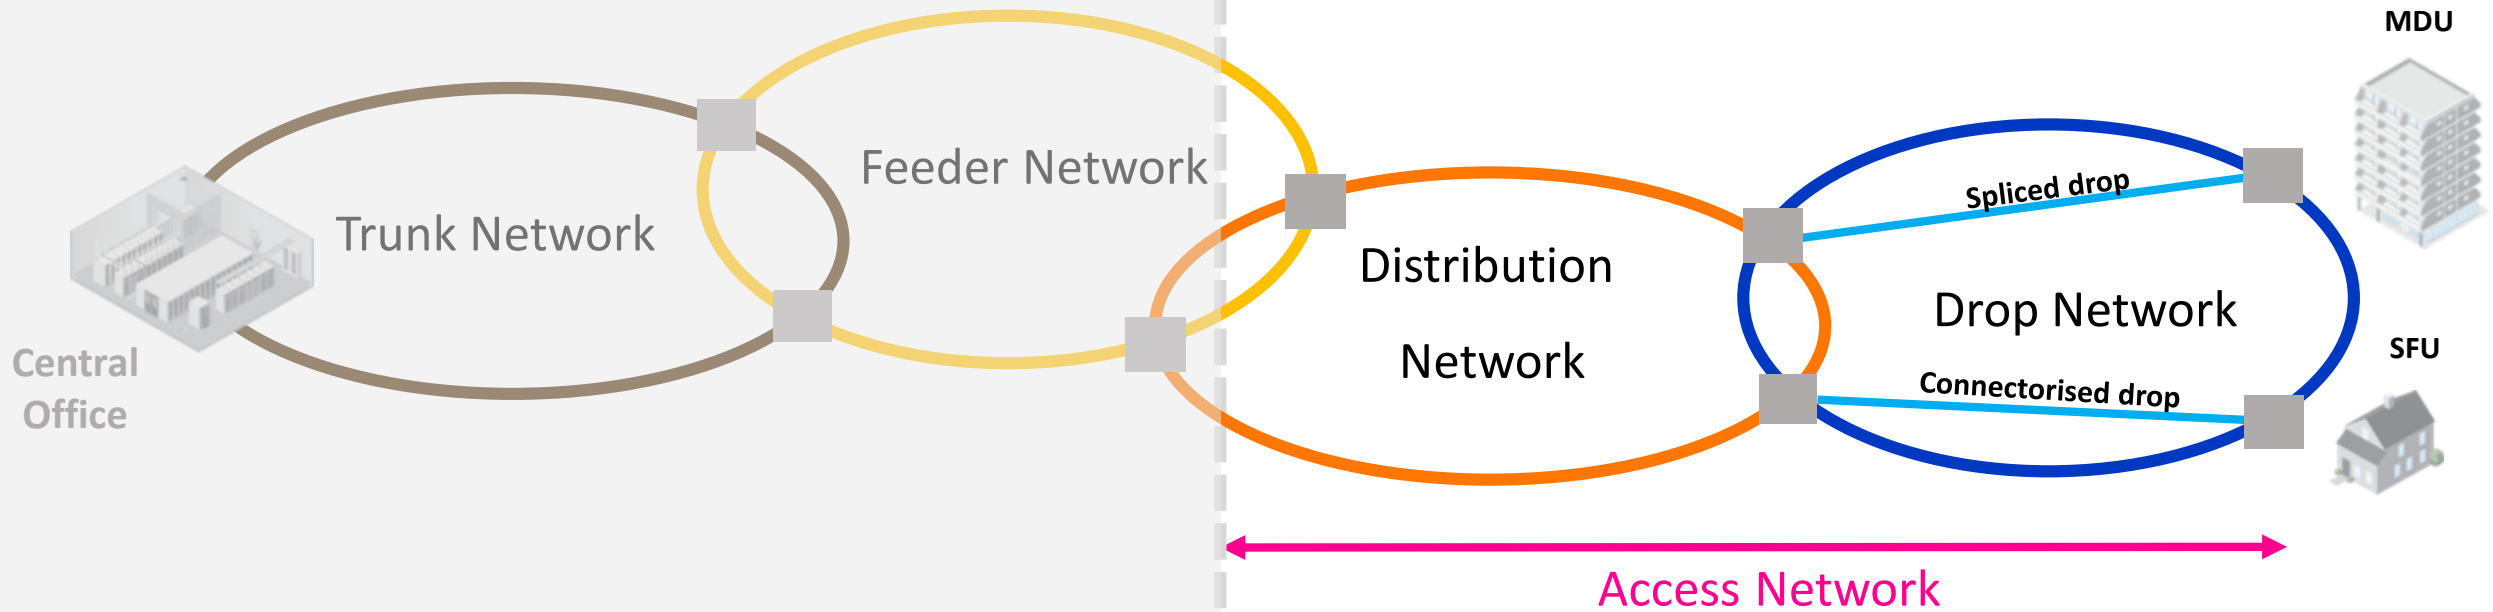 MDU
Feeder Network
Spliced drop
Trunk Network
Distribution
Network
Drop Network
Central
Office
SFU
Connectorised drop
Access Network